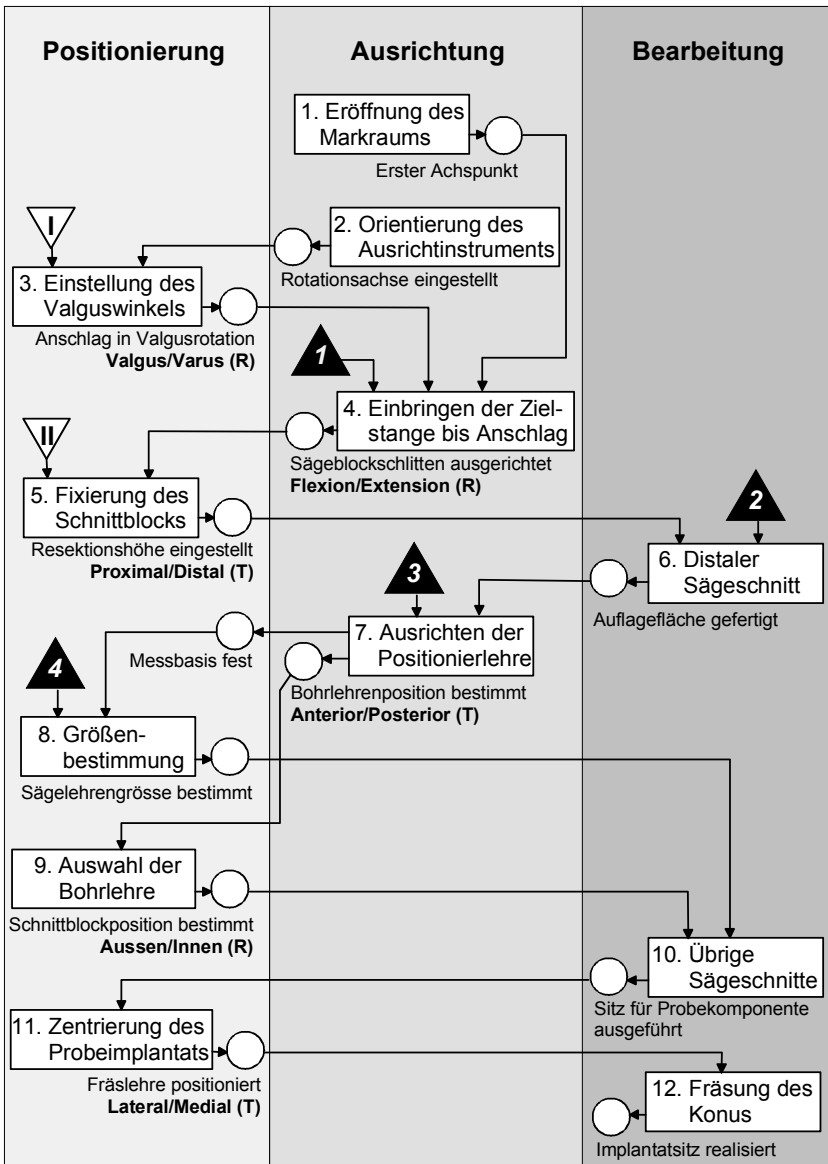 Positionierung
Ausrichtung
Bearbeitung
1. Eröffnung des
Markraums
Erster Achspunkt
I
2. Orientierung des
Ausrichtinstruments
Rotationsachse eingestellt
3. Einstellung des
Valguswinkels
Anschlag in Valgusrotation
Valgus/Varus (R)
1
4. Einbringen der Ziel-
stange bis Anschlag
Sägeblockschlitten ausgerichtet
Flexion/Extension (R)
II
5. Fixierung des
Schnittblocks
Resektionshöhe eingestellt
Proximal/Distal (T)
2
6. Distaler
Sägeschnitt
Auflagefläche gefertigt
3
7. Ausrichten der
Positionierlehre
Messbasis fest
Bohrlehrenposition bestimmt
Anterior/Posterior (T)
4
8. Größen-
bestimmung
Sägelehrengrösse bestimmt
9. Auswahl der
Bohrlehre
Schnittblockposition bestimmt
Aussen/Innen (R)
10. Übrige
Sägeschnitte
Sitz für Probekomponente
ausgeführt
11. Zentrierung des
Probeimplantats
Fräslehre positioniert
Lateral/Medial (T)
12. Fräsung des
Konus
Implantatsitz realisiert